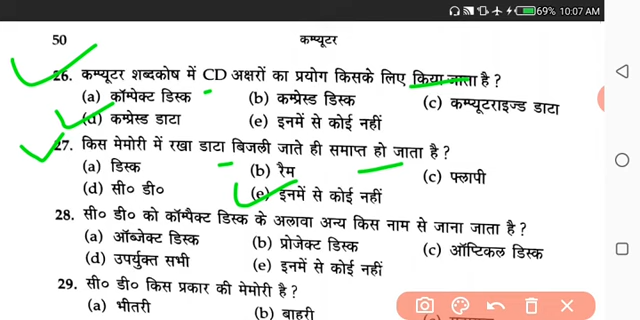 69% 10:07 AM
50 कम्प्यूटर
26. कम्प्यूटर शब्दकोष में CD अक्षरों का प्रयोग किसके लिए किया जाता है ?
(a) कॉम्पेक्ट डिस्क (b) कम्प्रेस्ड डिस्क (c) कम्प्यूटराइज्ड डाटा
(d) कम्प्रेस्ड डाटा (e) इनमें से कोई नहीं
27. किस मेमोरी में रखा डाटा बिजली जाते ही समाप्त हो जाता है ?
(a) डिस्क (b) रैम (c) फ्लापी
(d) सी० डी० (e) इनमें से कोई नहीं
28. सी० डी० को कॉम्पैक्ट डिस्क के अलावा अन्य किस नाम से जाना जाता है ?
(a) ऑब्जेक्ट डिस्क (b) प्रोजेक्ट डिस्क (c) ऑप्टिकल डिस्क
(d) उपर्युक्त सभी (e) इनमें से कोई नहीं
29. सी० डी० किस प्रकार की मेमोरी है ?
(a) भीतरी (b) बाहरी